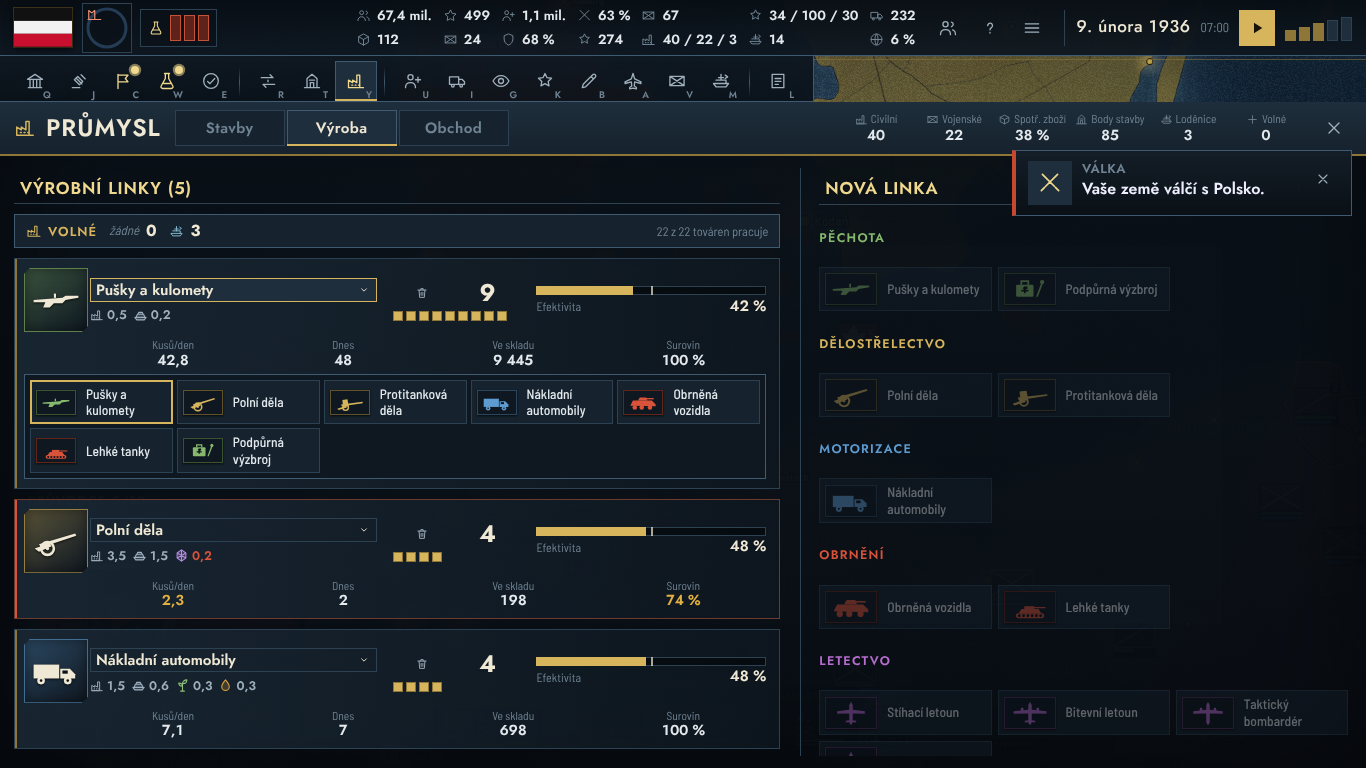 67,4 mil. 499 1,1 mil. 63 % 67 34 / 100 / 30 232
112 24 68 % 274 40 / 22 / 3 14 6 %
? 9. února 1936 07:00
Q J C W E R T Y U I G K B A V M L
PRŮMYSL Stavby Výroba Obchod
Civilní Vojenské Spotř. zboží Body stavby Loděnice Volné
40 22 38 % 85 3 0
VÁLKA
Vaše země válčí s Polsko.
VÝROBNÍ LINKY (5)
VOLNÉ žádné 0 3 22 z 22 továren pracuje
Pušky a kulomety 9
0,5 0,2 Efektivita 42 %
Kusů/den Dnes Ve skladu Surovin
42,8 48 9 445 100 %
Pušky a kulomety
Polní děla
Protitanková děla
Nákladní automobily
Obrněná vozidla
Lehké tanky
Podpůrná výzbroj
Polní děla 4
3,5 1,5 0,2 Efektivita 48 %
Kusů/den Dnes Ve skladu Surovin
2,3 2 198 74 %
Nákladní automobily 4
1,5 0,6 0,3 0,3 Efektivita 48 %
Kusů/den Dnes Ve skladu Surovin
7,1 7 698 100 %
NOVÁ LINKA
PĚCHOTA
Pušky a kulomety Podpůrná výzbroj
DĚLOSTŘELECTVO
Polní děla Protitanková děla
MOTORIZACE
Nákladní
automobily
OBRNĚNÍ
Obrněná vozidla Lehké tanky
LETECTVO
Stíhací letoun Bitevní letoun Taktický
bombardér